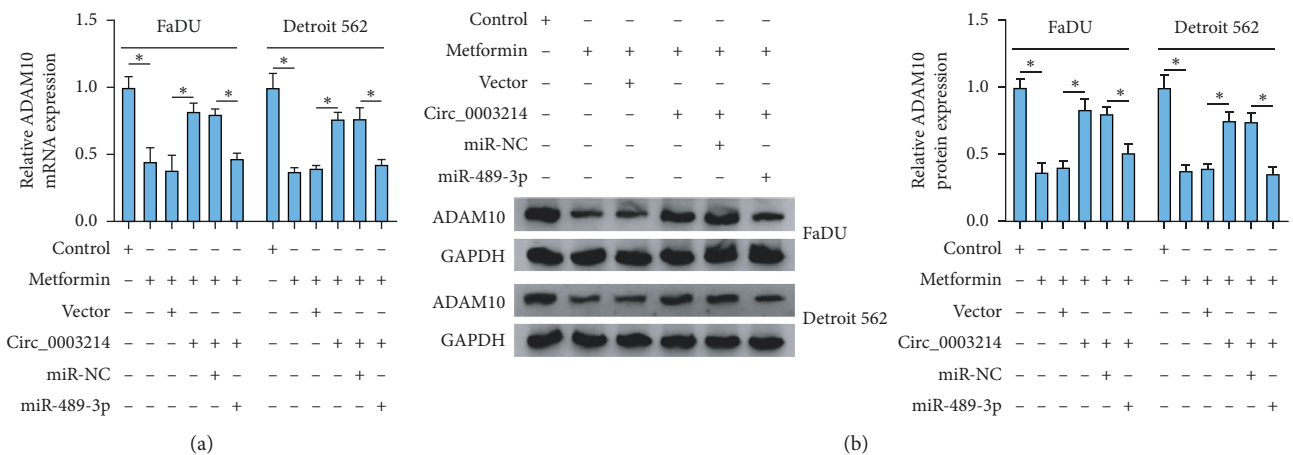 1.5
1.0
0.5
0.0
Relative ADAM10
mRNA expression
FaDU
Detroit 562
* * * * * *
Control + – – – – – + – – – – –
Metformin – + + + + + – + + + + +
Vector – – + – – – – – + – – –
Circ_0003214 – – – + + + – – – + + +
miR-NC – – – – + – – – – – + –
miR-489-3p – – – – – + – – – – – +
(a)
Control + – – – – –
Metformin – + + + + +
Vector – – + – – –
Circ_0003214 – – – + + +
miR-NC – – – – + –
miR-489-3p – – – – – +
ADAM10
GAPDH
FaDU
ADAM10
GAPDH
Detroit 562
1.5
1.0
0.5
0.0
Relative ADAM10
protein expression
FaDU
Detroit 562
* * * * * *
Control + – – – – – + – – – – –
Metformin – + + + + + – + + + + +
Vector – – + – – – – – + – – –
Circ_0003214 – – – + + + – – – + + +
miR-NC – – – – + – – – – – + –
miR-489-3p – – – – – + – – – – – +
(b)